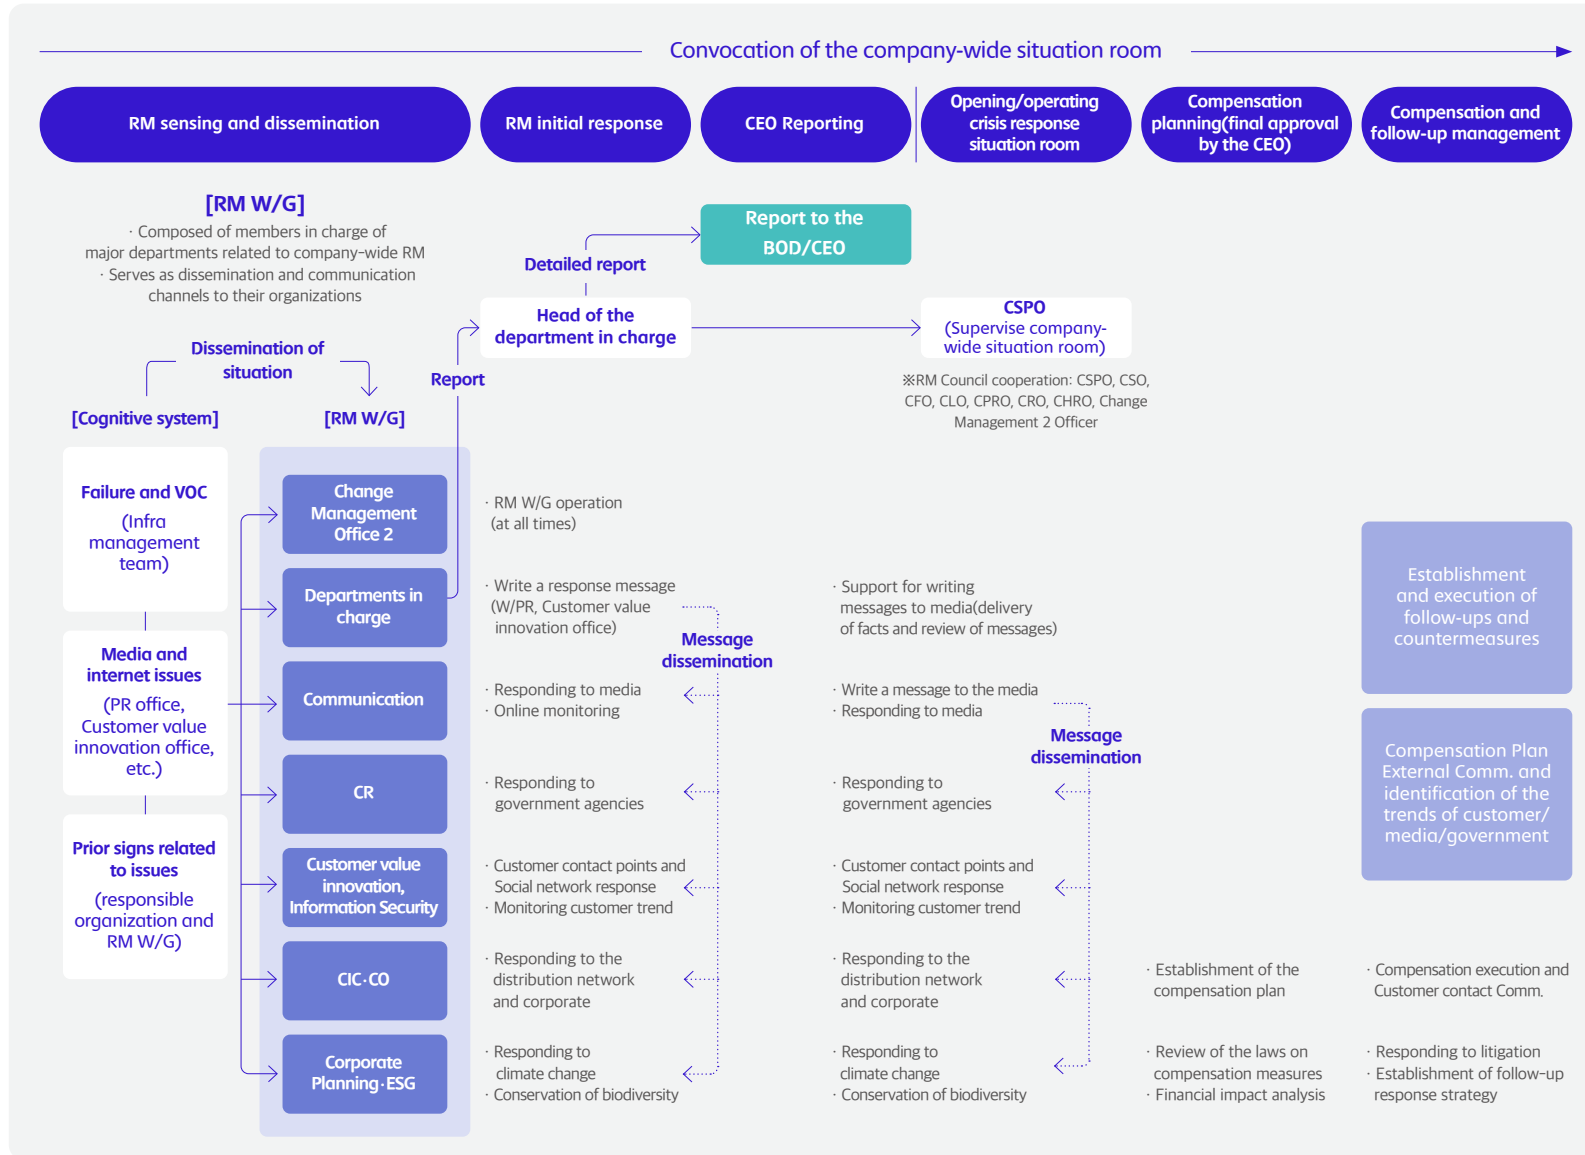 Convocation of the company-wide situation room
RM sensing and dissemination
RM initial response
CEO Reporting
Opening/operating
crisis response
situation room
Compensation
planning(final approval
by the CEO)
Compensation and
follow-up management
[RM W/G]
· Composed of members in charge of
major departments related to company-wide RM
· Serves as dissemination and communication
channels to their organizations
Report to the
BOD/CEO
Detailed report
Head of the
department in charge
CSPO
(Supervise company-
wide situation room)
※RM Council cooperation: CSPO, CSO,
CFO, CLO, CPRO, CRO, CHRO, Change
Management 2 Officer
Dissemination of
situation
Report
[Cognitive system]
[RM W/G]
Failure and VOC
(Infra
management
team)
Media and
internet issues
(PR office,
Customer value
innovation office,
etc.)
Prior signs related
to issues
(responsible
organization and
RM W/G)
Change
Management
Office 2
· RM W/G operation
(at all times)
Departments in
charge
· Write a response message
(W/PR, Customer value
innovation office)
Message
dissemination
· Support for writing
messages to media(delivery
of facts and review of messages)
Communication
· Responding to media
· Online monitoring
· Write a message to the media
· Responding to media
Message
dissemination
CR
· Responding to
government agencies
· Responding to
government agencies
Customer value
innovation,
Information Security
· Customer contact points and
Social network response
· Monitoring customer trend
· Customer contact points and
Social network response
· Monitoring customer trend
CIC·CO
· Responding to the
distribution network
and corporate
· Responding to the
distribution network
and corporate
· Establishment of the
compensation plan
· Compensation execution and
Customer contact Comm.
Corporate
Planning·ESG
· Responding to
climate change
· Conservation of biodiversity
· Responding to
climate change
· Conservation of biodiversity
· Review of the laws on
compensation measures
· Financial impact analysis
· Responding to litigation
· Establishment of follow-up
response strategy
Establishment
and execution of
follow-ups and
countermeasures
Compensation Plan
External Comm. and
identification of the
trends of customer/
media/government